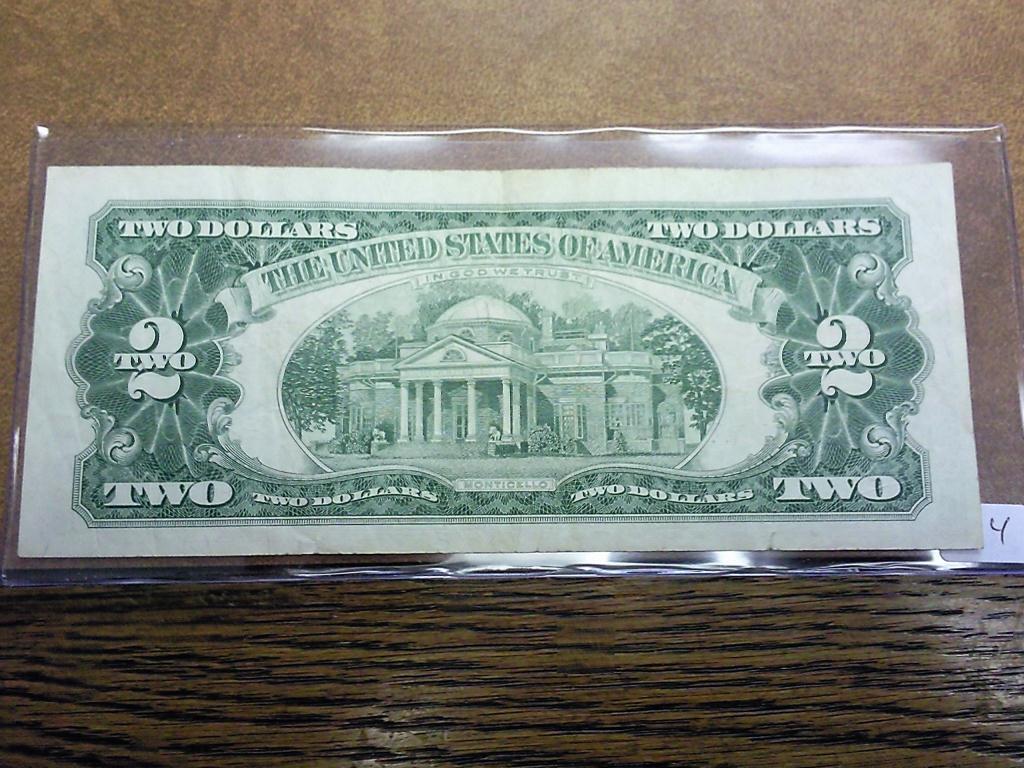 TWO DOLLARS TWO DOLLARS
THE UNITED STATES OF AMERICA
IN GOD WE TRUST
2 TWO 2 TWO
MONTICELLO
TWO TWO DOLLARS TWO DOLLARS TWO
4